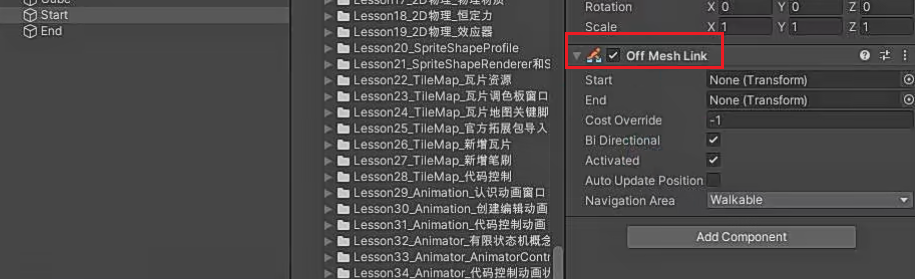 Start
End
Lesson18_2D物理_恒定力
Lesson19_2D物理_效应器
Lesson20_SpriteShapeProfile
Lesson21_SpriteShapeRenderer和S
Lesson22_TileMap_瓦片资源
Lesson23_TileMap_瓦片调色板窗口
Lesson24_TileMap_瓦片地图关键脚
Lesson25_TileMap_官方拓展包导入
Lesson26_TileMap_新增瓦片
Lesson27_TileMap_新增笔刷
Lesson28_TileMap_代码控制
Lesson29_Animation_认识动画窗口
Lesson30_Animation_创建编辑动画
Lesson31_Animation_代码控制动画
Lesson32_Animator_有限状态机概念
Lesson33_Animator_AnimatorContr
Lesson34_Animator_代码控制动画状
Rotation X 0 Y 0 Z 0
Scale X 1 Y 1 Z 1
Off Mesh Link
Start None (Transform)
End None (Transform)
Cost Override -1
Bi Directional
Activated
Auto Update Position
Navigation Area Walkable
Add Component